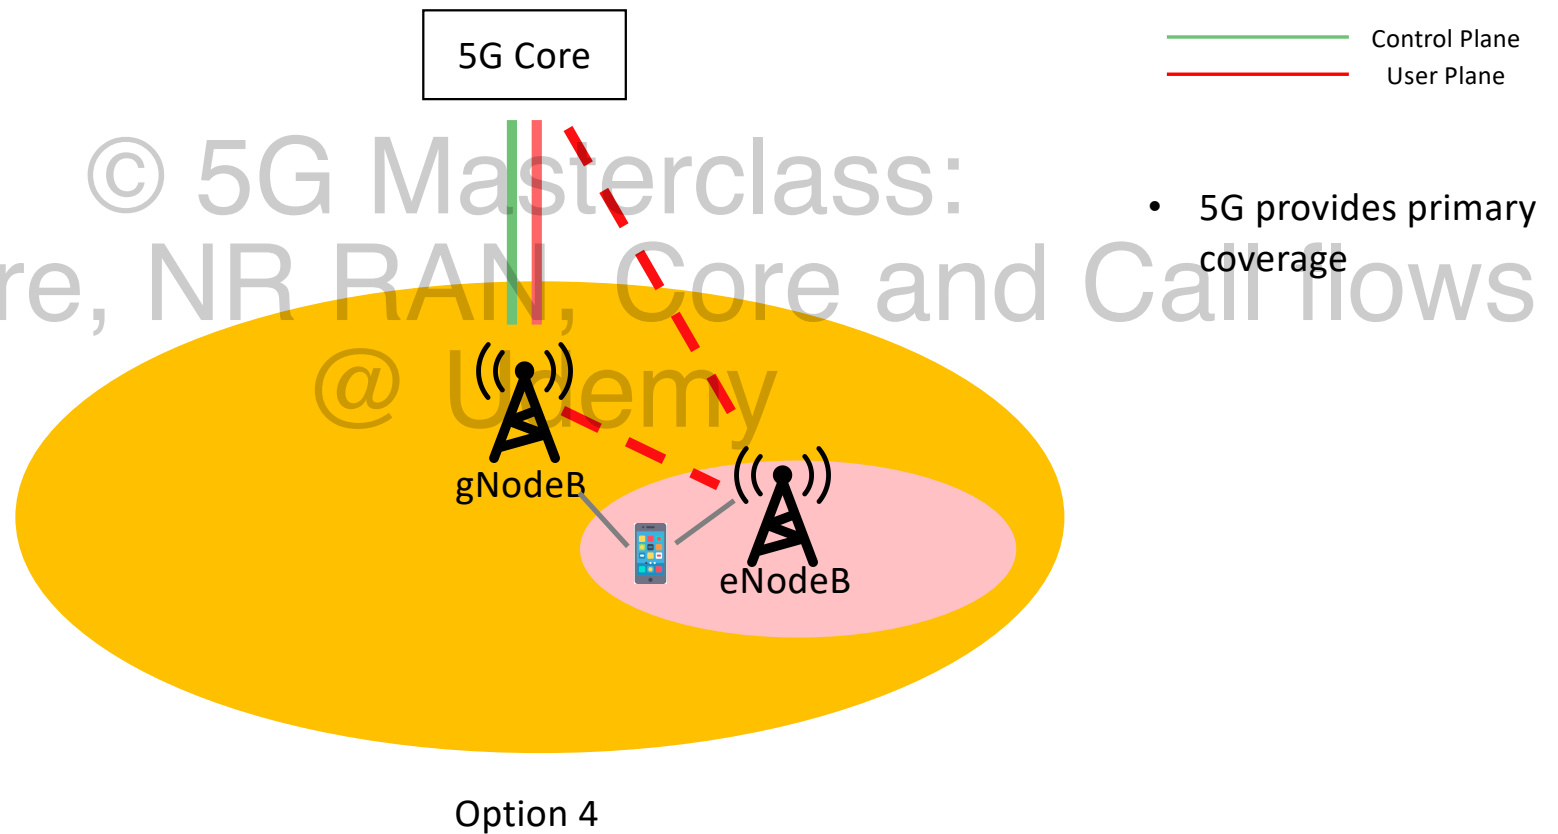 5G Core
Control Plane
User Plane
© 5G Masterclass:
• 5G provides primary
coverage
re, NR RAN, Core and Call flows
@ Udemy
gNodeB
eNodeB
Option 4